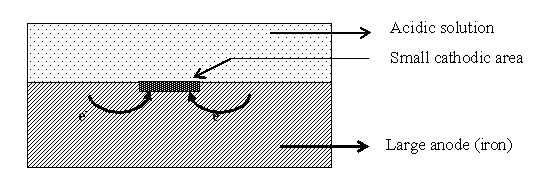 Acidic solution
Small cathodic area
e-
e-
Large anode (iron)